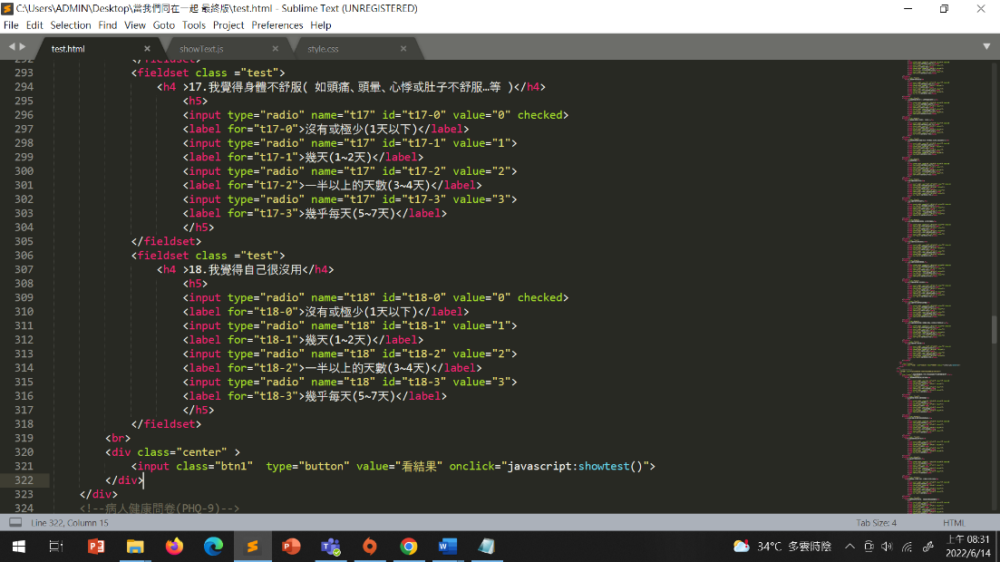 C:\Users\ADMIN\Desktop\當我們同在一起 最終版\test.html - Sublime Text (UNREGISTERED)
File Edit Selection Find View Goto Tools Project Preferences Help
test.html showText.js style.css
292 </fieldset>
293 <fieldset class ="test">
294 <h4 >17.我覺得身體不舒服( 如頭痛、頭暈、心悸或肚子不舒服…等 )</h4>
295 <h5>
296 <input type="radio" name="t17" id="t17-0" value="0" checked>
297 <label for="t17-0">沒有或極少(1天以下)</label>
298 <input type="radio" name="t17" id="t17-1" value="1">
299 <label for="t17-1">幾天(1~2天)</label>
300 <input type="radio" name="t17" id="t17-2" value="2">
301 <label for="t17-2">一半以上的天數(3~4天)</label>
302 <input type="radio" name="t17" id="t17-3" value="3">
303 <label for="t17-3">幾乎每天(5~7天)</label>
304 </h5>
305 </fieldset>
306 <fieldset class ="test">
307 <h4 >18.我覺得自己很沒用</h4>
308 <h5>
309 <input type="radio" name="t18" id="t18-0" value="0" checked>
310 <label for="t18-0">沒有或極少(1天以下)</label>
311 <input type="radio" name="t18" id="t18-1" value="1">
312 <label for="t18-1">幾天(1~2天)</label>
313 <input type="radio" name="t18" id="t18-2" value="2">
314 <label for="t18-2">一半以上的天數(3~4天)</label>
315 <input type="radio" name="t18" id="t18-3" value="3">
316 <label for="t18-3">幾乎每天(5~7天)</label>
317 </h5>
318 </fieldset>
319 <br>
320 <div class="center" >
321 <input class="btn1"  type="button" value="看結果" onclick="javascript:showtest()">
322 </div>
323 </div>
324 <!--病人健康問卷(PHQ-9)-->
Line 322, Column 15 Tab Size: 4 HTML
34°C 多雲時陰 上午 08:31
2022/6/14